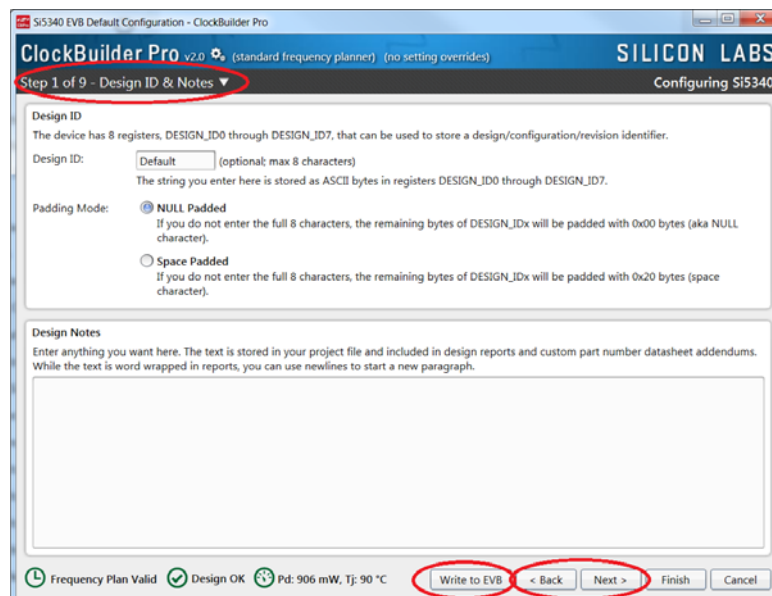 Si5340 EVB Default Configuration - ClockBuilder Pro
ClockBuilder Pro v2.0 (standard frequency planner) (no setting overrides) SILICON LABS
Step 1 of 9 - Design ID & Notes ▼ Configuring Si5340
Design ID
The device has 8 registers, DESIGN_ID0 through DESIGN_ID7, that can be used to store a design/configuration/revision identifier.
Design ID: Default (optional; max 8 characters)
The string you enter here is stored as ASCII bytes in registers DESIGN_ID0 through DESIGN_ID7.
Padding Mode: NULL Padded
If you do not enter the full 8 characters, the remaining bytes of DESIGN_IDx will be padded with 0x00 bytes (aka NULL
character).
Space Padded
If you do not enter the full 8 characters, the remaining bytes of DESIGN_IDx will be padded with 0x20 bytes (space
character).
Design Notes
Enter anything you want here. The text is stored in your project file and included in design reports and custom part number datasheet addendums.
While the text is word wrapped in reports, you can use newlines to start a new paragraph.
Frequency Plan Valid Design OK Pd: 906 mW, Tj: 90 °C Write to EVB < Back Next > Finish Cancel